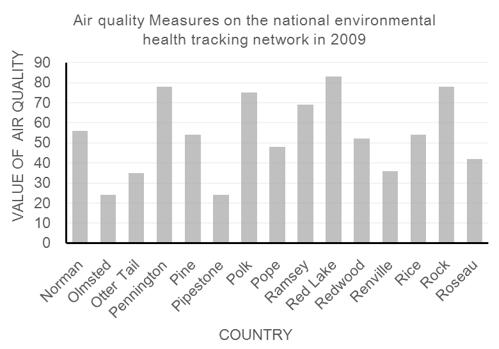 Air quality Measures on the national environmental
health tracking network in 2009
VALUE OF AIR QUALITY
90
80
70
60
50
40
30
20
10
0
Norman
Olmsted
Otter Tail
Pennington
Pine
Pipestone
Polk
Pope
Ramsey
Red Lake
Redwood
Renville
Rice
Rock
Roseau
COUNTRY